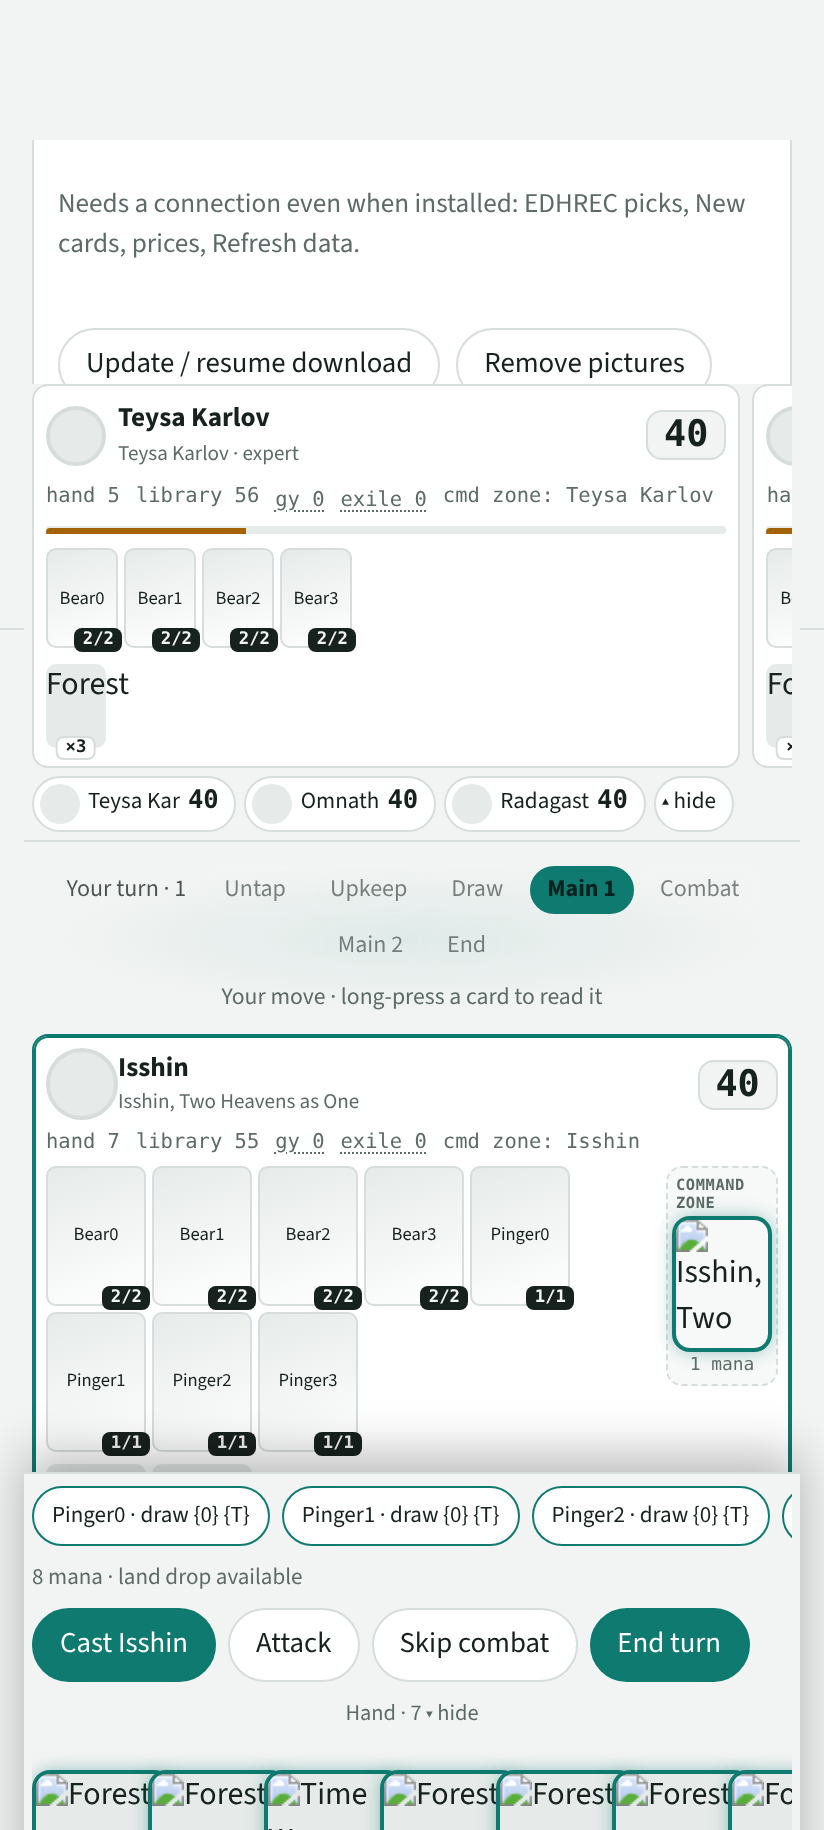 Needs a connection even when installed: EDHREC picks, New
cards, prices, Refresh data.
Update / resume download
Remove pictures
Teysa Karlov
Teysa Karlov · expert
40
hand 5 library 56 gy 0 exile 0 cmd zone: Teysa Karlov
ha
Bear0
Bear1
Bear2
Bear3
2/2
2/2
2/2
2/2
Forest
×3
Fo
Teysa Kar 40
Omnath 40
Radagast 40
▴ hide
Your turn · 1
Untap
Upkeep
Draw
Main 1
Combat
Main 2
End
Your move · long-press a card to read it
Isshin
Isshin, Two Heavens as One
40
hand 7 library 55 gy 0 exile 0 cmd zone: Isshin
Bear0
Bear1
Bear2
Bear3
Pinger0
2/2
2/2
2/2
2/2
1/1
COMMAND
ZONE
Isshin,
Two
1 mana
Pinger1
Pinger2
Pinger3
1/1
1/1
1/1
Pinger0 · draw {0} {T}
Pinger1 · draw {0} {T}
Pinger2 · draw {0} {T}
8 mana · land drop available
Cast Isshin
Attack
Skip combat
End turn
Hand · 7 ▾ hide
Forest
Forest
Time
Forest
Forest
Forest
Fo